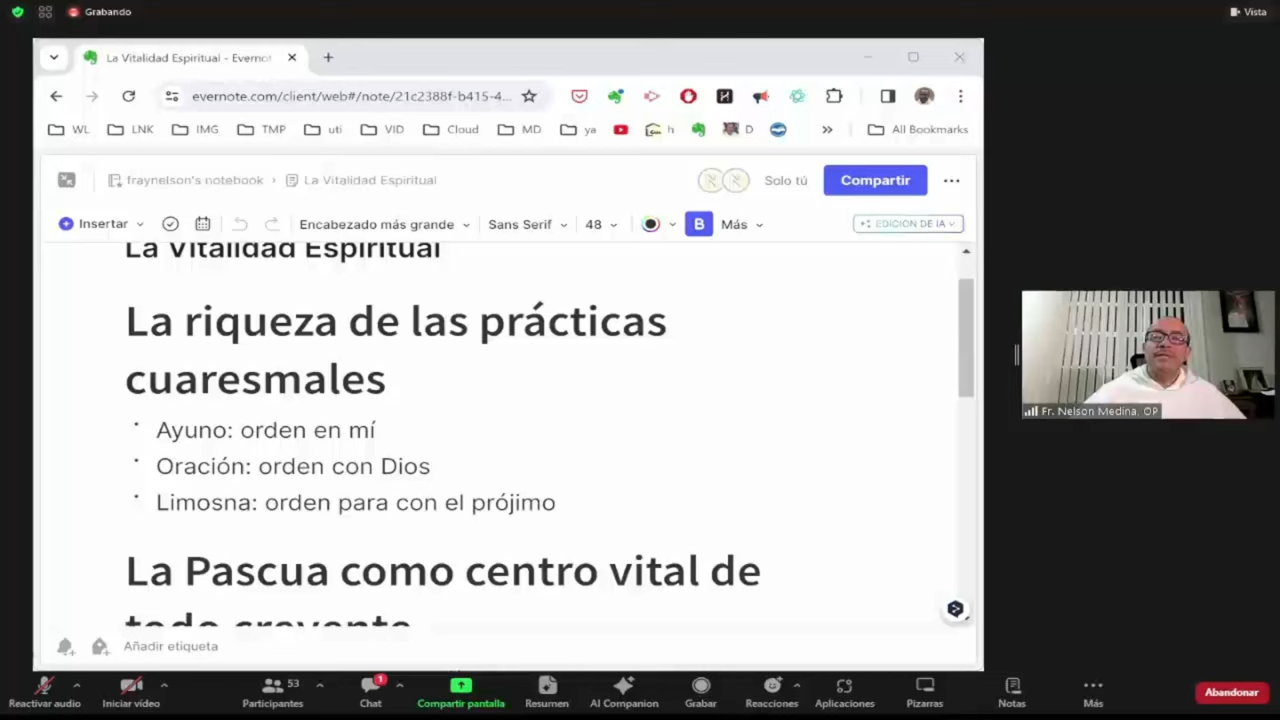 Grabando
Vista
La Vitalidad Espiritual - Evernot
evernote.com/client/web#/note/21c2388f-b415-4...
WL LNK IMG TMP uti VID Cloud MD ya h D All Bookmarks
fraynelson's notebook La Vitalidad Espiritual Solo tú Compartir
Insertar Encabezado más grande Sans Serif 48 B Más EDICION DE IA
La Vitalidad Espiritual
La riqueza de las prácticas
cuaresmales
Ayuno: orden en mí
Oración: orden con Dios
Limosna: orden para con el prójimo
La Pascua como centro vital de
todo creyente
Añadir etiqueta
Fr. Nelson Medina, OP
53
1
Reactivar audio Iniciar vídeo Participantes Chat Compartir pantalla Resumen AI Companion Grabar Reacciones Aplicaciones Pizarras Notas Más Abandonar